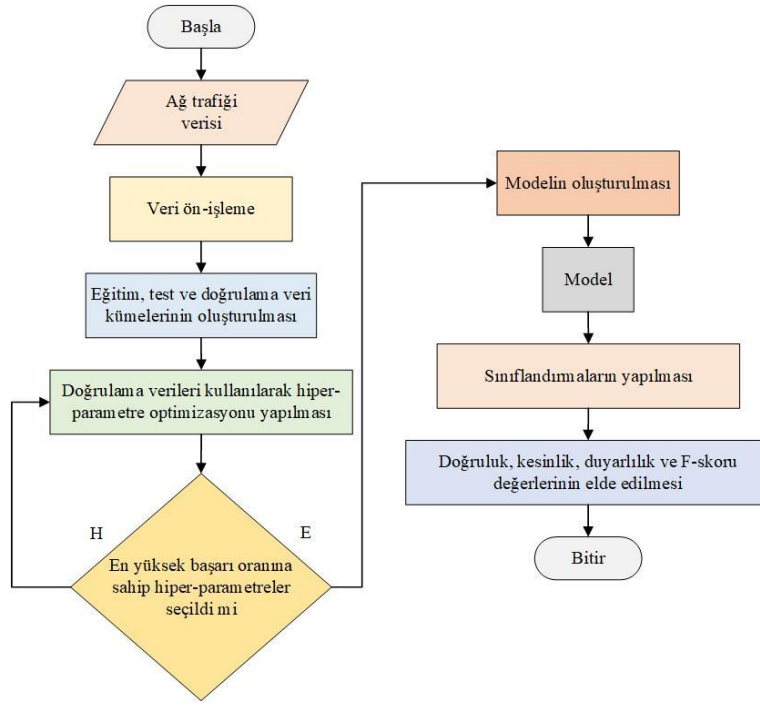 Başla
Ağ trafiği
verisi
Veri ön-işleme
Eğitim, test ve doğrulama veri
kümelerinin oluşturulması
Doğrulama verileri kullanılarak hiper-
parametre optimizasyonu yapılması
H
E
En yüksek başarı oranına
sahip hiper-parametreler
seçildi mi
Modelin oluşturulması
Model
Sınıflandırmaların yapılması
Doğruluk, kesinlik, duyarlılık ve F-skoru
değerlerinin elde edilmesi
Bitir